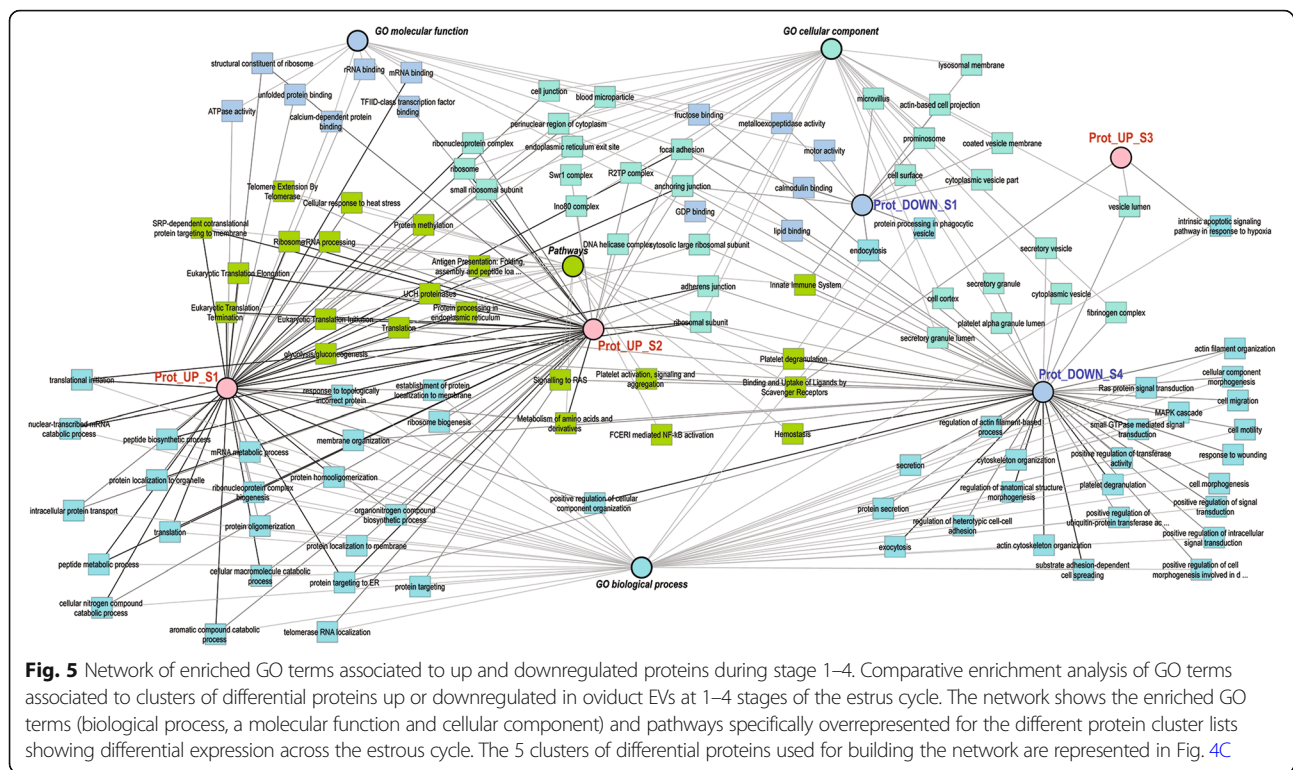 GO molecular function
GO cellular component
structural constituent of ribosome
rRNA binding
mRNA binding
lysosomal membrane
unfolded protein binding
cell junction
blood microparticle
microvillus
actin-based cell projection
ATPase activity
calcium-dependent protein
binding
TFIID-class transcription factor
binding
fructose binding
metalloexopeptidase activity
perinuclear region of cytoplasm
prominosome
coated vesicle membrane
Prot_UP_S3
ribonucleoprotein complex
endoplasmic reticulum exit site
focal adhesion
motor activity
ribosome
Swr1 complex
R2TP complex
cell surface
cytoplasmic vesicle part
small ribosomal subunit
anchoring junction
calmodulin binding
Telomere Extension By
Telomerase
Cellular response to heat stress
Ino80 complex
GDP binding
Prot_DOWN_S1
vesicle lumen
SRP-dependent cotranslational
protein targeting to membrane
Protein methylation
lipid binding
protein processing in phagocytic
vesicle
intrinsic apoptotic signaling
pathway in response to hypoxia
Ribosome
rRNA processing
DNA helicase complex
cytosolic large ribosomal subunit
endocytosis
secretory vesicle
Pathways
Antigen Presentation: Folding,
assembly and peptide loa ...
Eukaryotic Translation Elongation
Innate Immune System
secretory granule
cytoplasmic vesicle
UCH proteinases
adherens junction
cell cortex
Eukaryotic Translation
Termination
Eukaryotic Translation Initiation
Translation
Protein processing in
endoplasmic reticulum
ribosomal subunit
platelet alpha granule lumen
fibrinogen complex
secretory granule lumen
glycolysis/gluconeogenesis
Prot_UP_S2
Platelet degranulation
actin filament organization
Prot_UP_S1
translational initiation
response to topologically
incorrect protein
establishment of protein
localization to membrane
Signalling to RAS
Platelet activation, signaling and
aggregation
Binding and Uptake of Ligands by
Scavenger Receptors
Prot_DOWN_S4
Ras protein signal transduction
cellular component
morphogenesis
cell migration
nuclear-transcribed mRNA
catabolic process
peptide biosynthetic process
ribosome biogenesis
Metabolism of amino acids and
derivatives
FCERI mediated NF-kB activation
Hemostasis
regulation of actin filament-based
process
MAPK cascade
small GTPase mediated signal
transduction
cell motility
mRNA metabolic process
membrane organization
secretion
cytoskeleton organization
positive regulation of transferase
activity
response to wounding
protein localization to organelle
ribonucleoprotein complex
biogenesis
protein homooligomerization
positive regulation of cellular
component organization
regulation of anatomical structure
morphogenesis
platelet degranulation
cell morphogenesis
intracellular protein transport
organonitrogen compound
biosynthetic process
protein secretion
positive regulation of signal
transduction
translation
protein oligomerization
regulation of heterotypic cell-cell
adhesion
positive regulation of
ubiquitin-protein transferase ac ...
positive regulation of intracellular
signal transduction
protein localization to membrane
exocytosis
actin cytoskeleton organization
peptide metabolic process
cellular macromolecule catabolic
process
protein targeting to ER
protein targeting
GO biological process
substrate adhesion-dependent
cell spreading
positive regulation of cell
morphogenesis involved in d ...
cellular nitrogen compound
catabolic process
aromatic compound catabolic
process
telomerase RNA localization
Fig. 5 Network of enriched GO terms associated to up and downregulated proteins during stage 1–4. Comparative enrichment analysis of GO terms
associated to clusters of differential proteins up or downregulated in oviduct EVs at 1–4 stages of the estrus cycle. The network shows the enriched GO
terms (biological process, a molecular function and cellular component) and pathways specifically overrepresented for the different protein cluster lists
showing differential expression across the estrous cycle. The 5 clusters of differential proteins used for building the network are represented in Fig. 4C